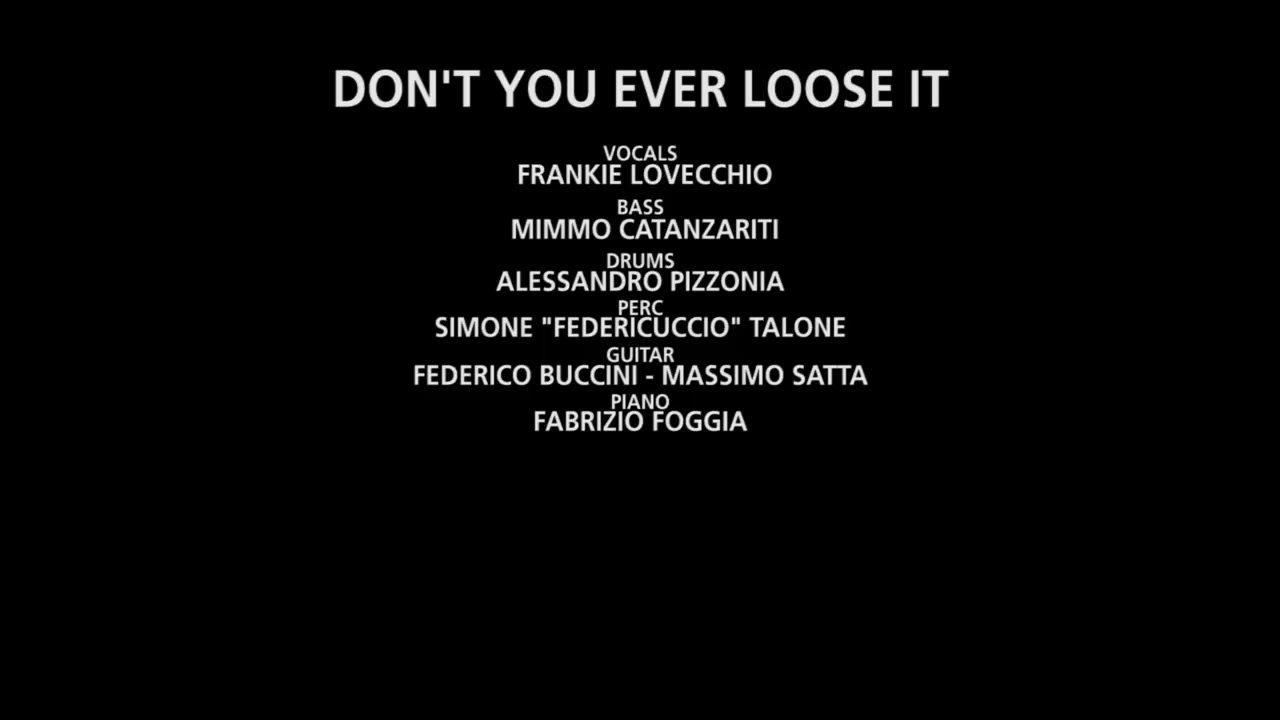 DON'T YOU EVER LOOSE IT
VOCALS
FRANKIE LOVECCHIO
BASS
MIMMO CATANZARITI
DRUMS
ALESSANDRO PIZZONIA
PERC
SIMONE "FEDERICUCCIO" TALONE
GUITAR
FEDERICO BUCCINI - MASSIMO SATTA
PIANO
FABRIZIO FOGGIA